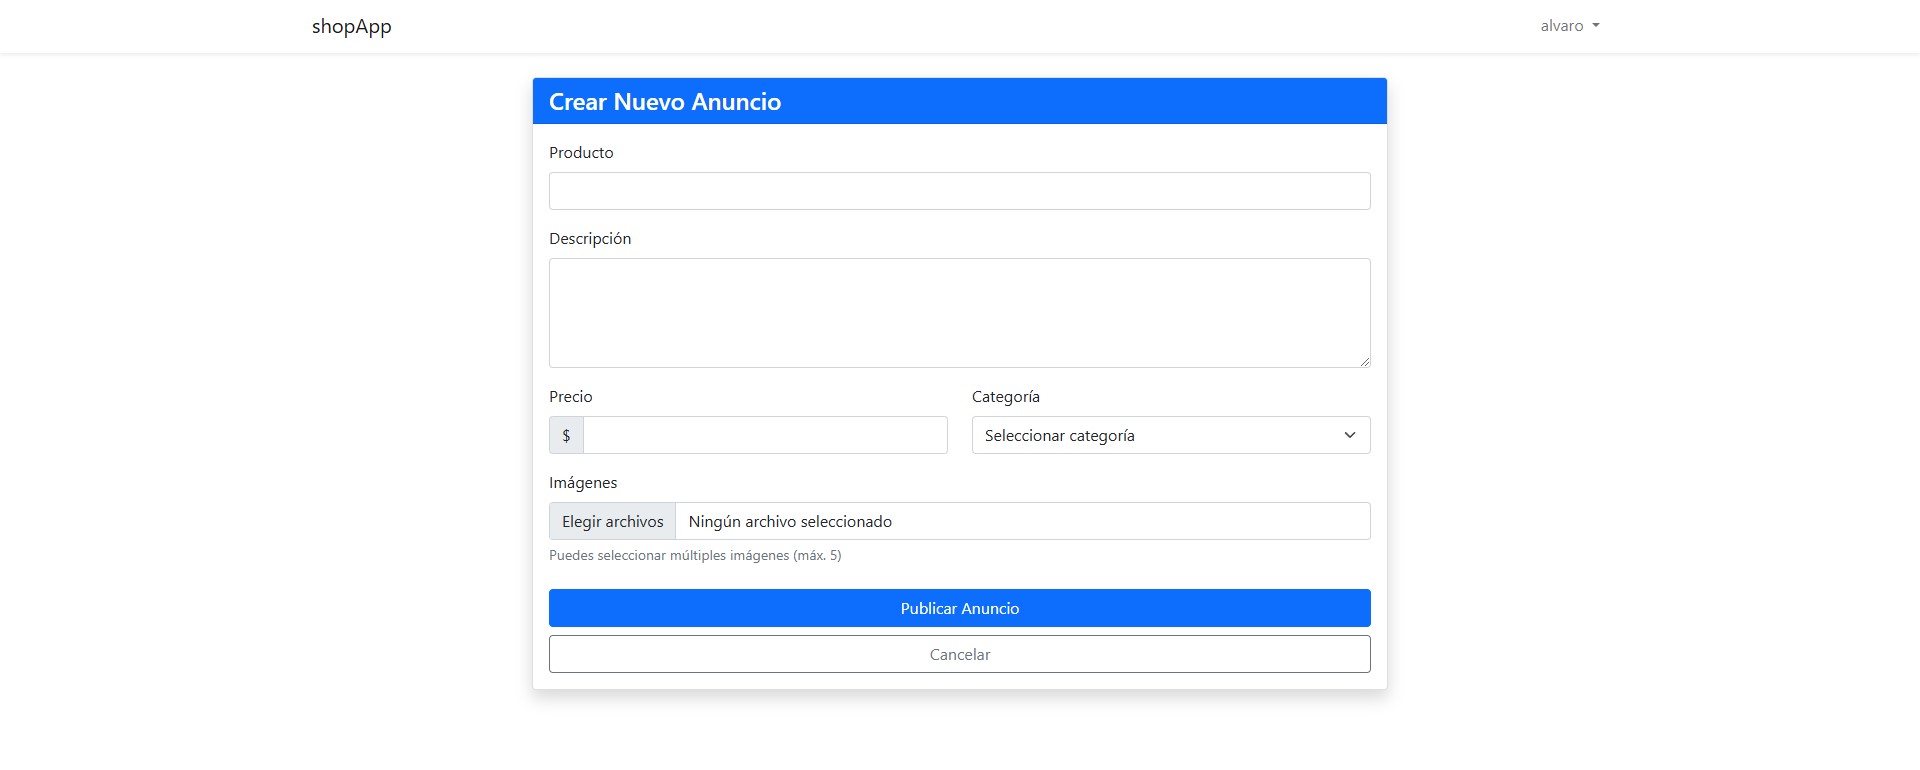 shopApp
alvaro
Crear Nuevo Anuncio
Producto
Descripción
Precio
Categoría
$
Seleccionar categoría
Imágenes
Elegir archivos Ningún archivo seleccionado
Puedes seleccionar múltiples imágenes (máx. 5)
Publicar Anuncio
Cancelar